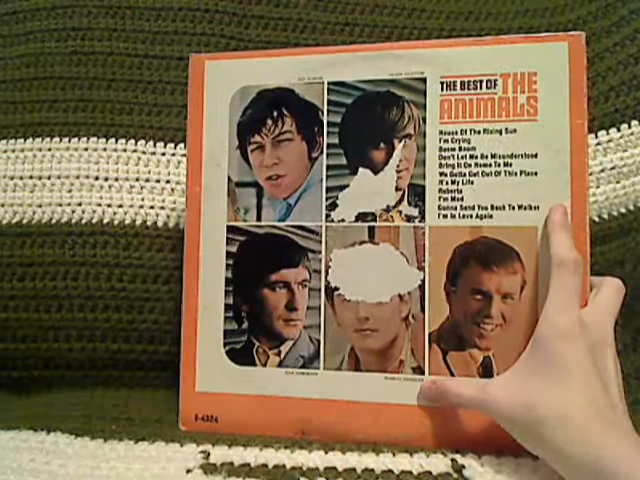 THE BEST OF THE
ANIMALS
House Of The Rising Sun
I'm Crying
Boom Boom
Don't Let Me Be Misunderstood
Bring It On Home To Me
We Gotta Get Out Of This Place
It's My Life
Roberta
I'm Mad
Gonna Send You Back To Walker
I'm In Love Again
E-4324